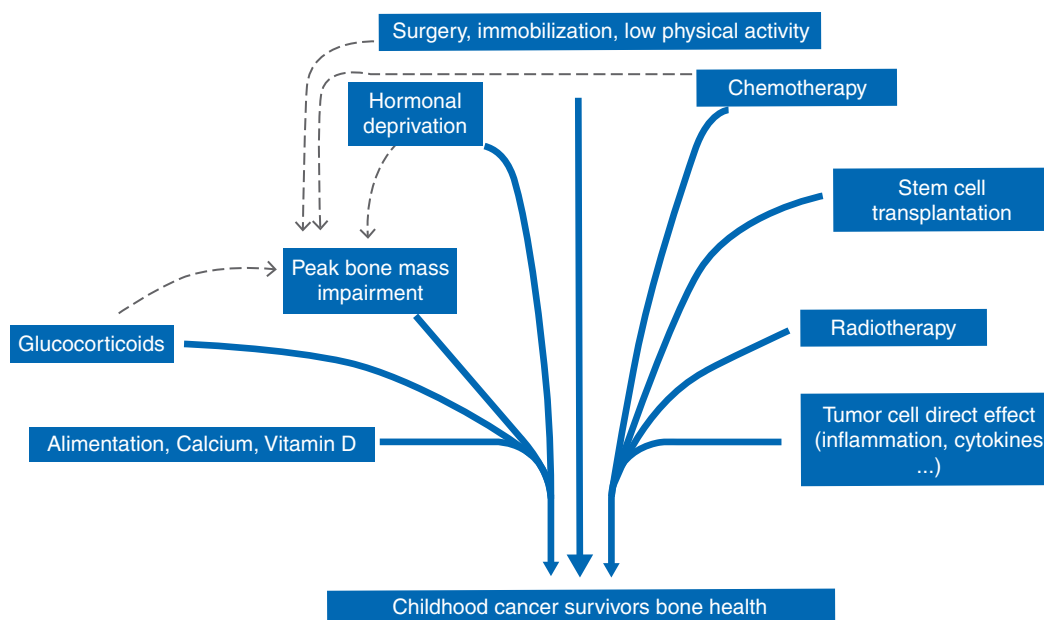 Surgery, immobilization, low physical activity
Chemotherapy
Hormonal
deprivation
Stem cell
transplantation
Peak bone mass
impairment
Radiotherapy
Glucocorticoids
Tumor cell direct effect
(inflammation, cytokines
...)
Alimentation, Calcium, Vitamin D
Childhood cancer survivors bone health